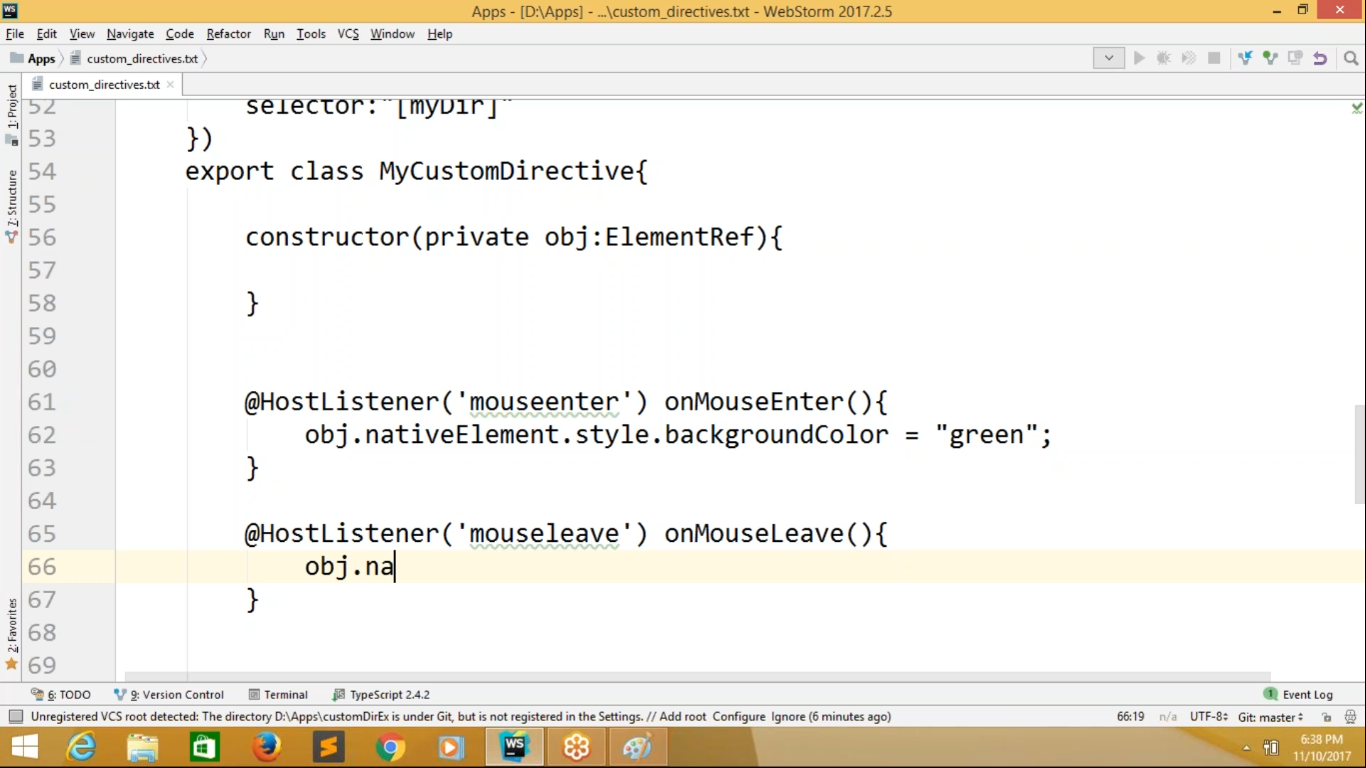 WS
Apps - [D:\Apps] - ...\custom_directives.txt - WebStorm 2017.2.5
File Edit View Navigate Code Refactor Run Tools VCS Window Help
Apps custom_directives.txt
custom_directives.txt
1: Project
7: Structure
2: Favorites
52 selector:"[myDir]"
53 })
54 export class MyCustomDirective{
55
56 constructor(private obj:ElementRef){
57
58 }
59
60
61 @HostListener('mouseenter') onMouseEnter(){
62 obj.nativeElement.style.backgroundColor = "green";
63 }
64
65 @HostListener('mouseleave') onMouseLeave(){
66 obj.na
67 }
68
69
6: TODO 9: Version Control Terminal TypeScript 2.4.2 1 Event Log
Unregistered VCS root detected: The directory D:\Apps\customDirEx is under Git, but is not registered in the Settings. // Add root Configure Ignore (6 minutes ago) 66:19 n/a UTF-8 Git: master
WS
6:38 PM
11/10/2017